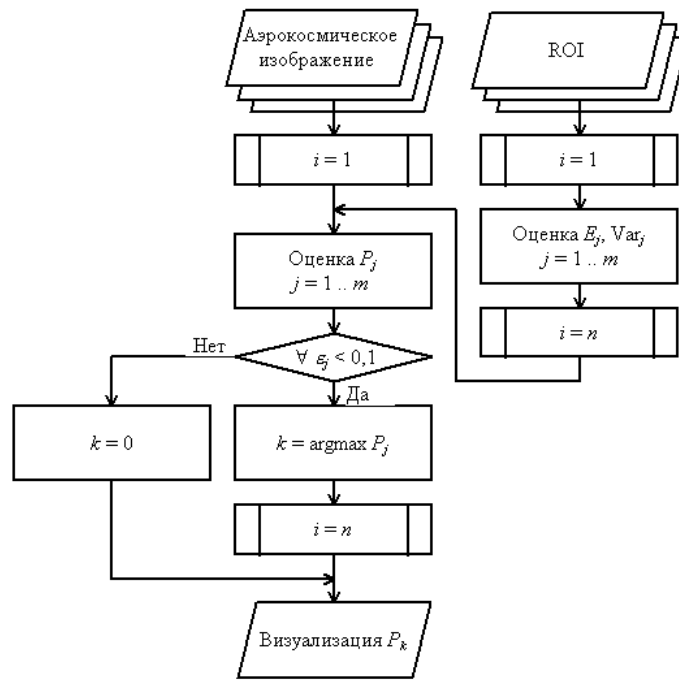 Аэрокосмическое
изображение
ROI
i = 1
i = 1
Оценка P_j
j = 1 .. m
Оценка E_j, Var_j
j = 1 .. m
i = n
Нет
∀ ε_j < 0,1
Да
k = 0
k = argmax P_j
i = n
Визуализация P_k